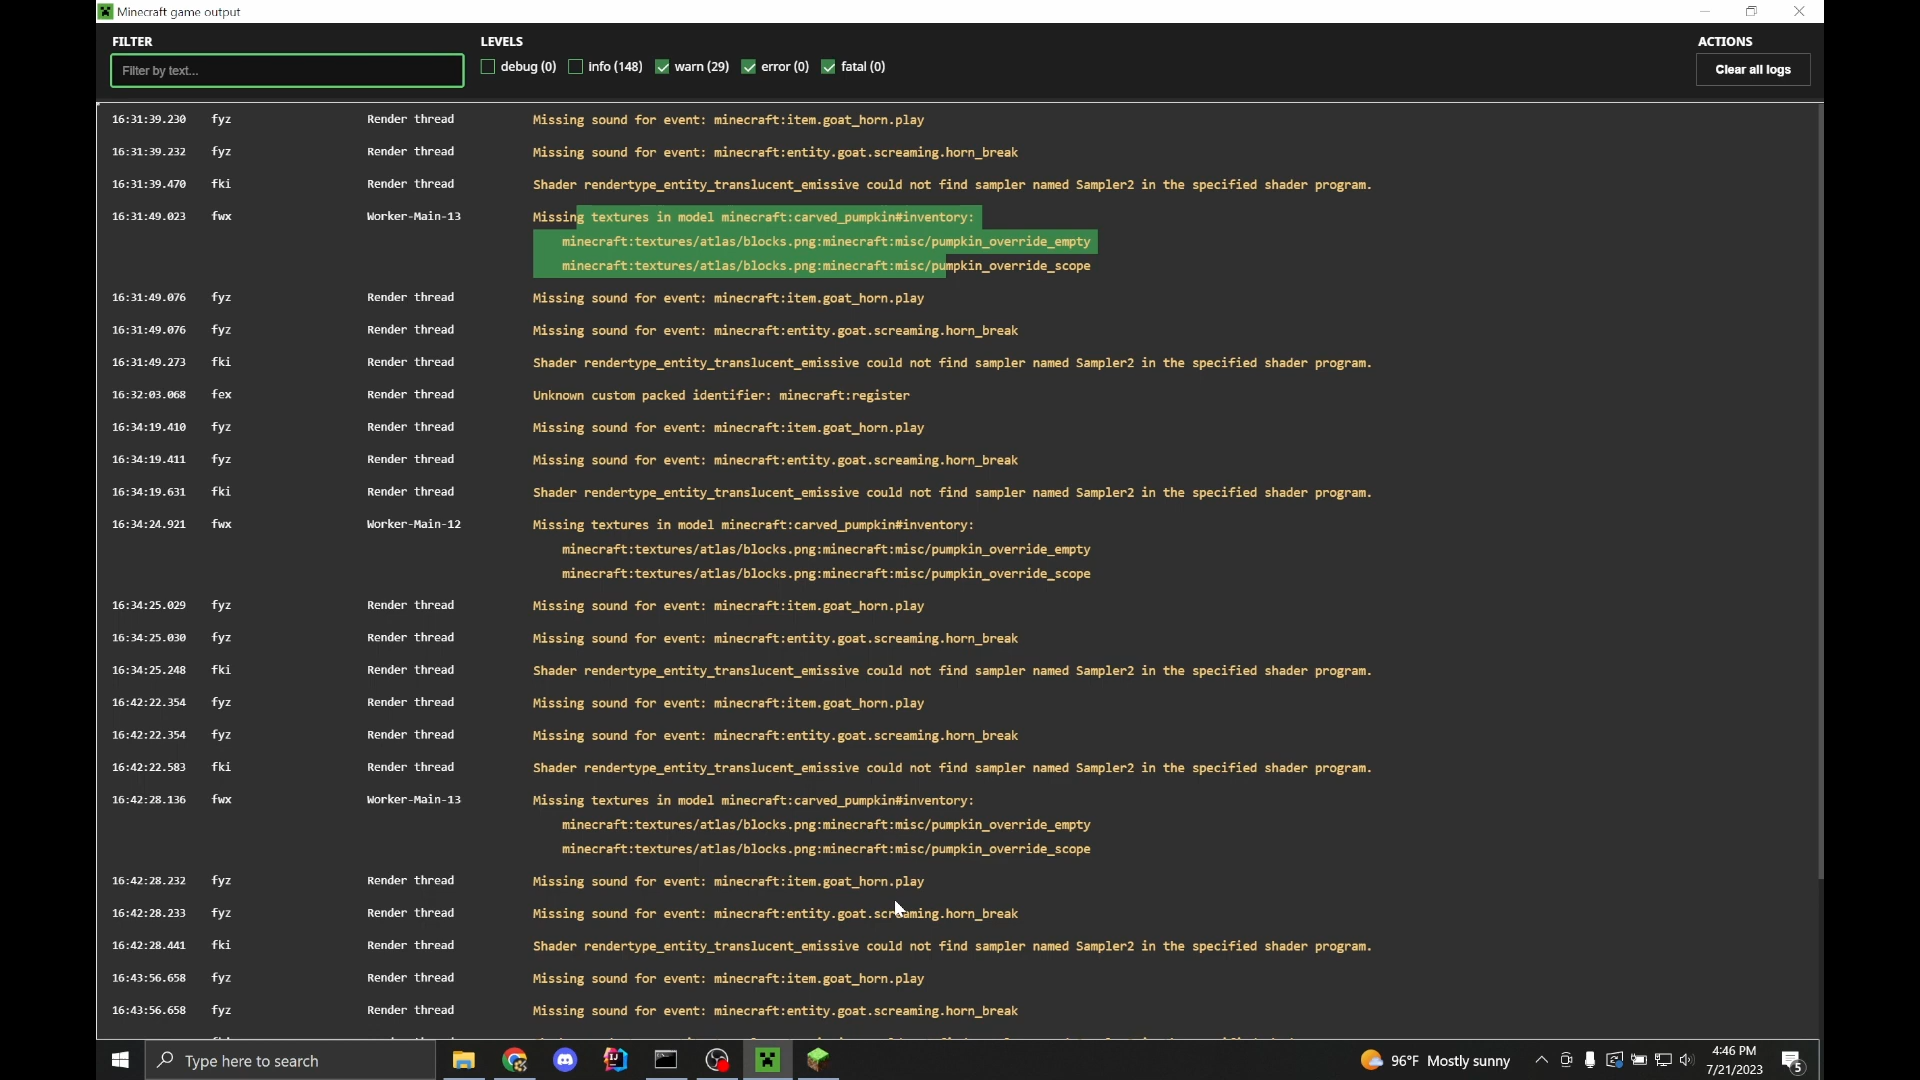 Minecraft game output
FILTER
LEVELS
ACTIONS
Filter by text...
debug (0) info (148) warn (29) error (0) fatal (0)
Clear all logs
16:31:39.230 fyz Render thread Missing sound for event: minecraft:item.goat_horn.play
16:31:39.232 fyz Render thread Missing sound for event: minecraft:entity.goat.screaming.horn_break
16:31:39.470 fki Render thread Shader rendertype_entity_translucent_emissive could not find sampler named Sampler2 in the specified shader program.
16:31:49.023 fwx Worker-Main-13 Missing textures in model minecraft:carved_pumpkin#inventory:
minecraft:textures/atlas/blocks.png:minecraft:misc/pumpkin_override_empty
minecraft:textures/atlas/blocks.png:minecraft:misc/pumpkin_override_scope
16:31:49.076 fyz Render thread Missing sound for event: minecraft:item.goat_horn.play
16:31:49.076 fyz Render thread Missing sound for event: minecraft:entity.goat.screaming.horn_break
16:31:49.273 fki Render thread Shader rendertype_entity_translucent_emissive could not find sampler named Sampler2 in the specified shader program.
16:32:03.068 fex Render thread Unknown custom packed identifier: minecraft:register
16:34:19.410 fyz Render thread Missing sound for event: minecraft:item.goat_horn.play
16:34:19.411 fyz Render thread Missing sound for event: minecraft:entity.goat.screaming.horn_break
16:34:19.631 fki Render thread Shader rendertype_entity_translucent_emissive could not find sampler named Sampler2 in the specified shader program.
16:34:24.921 fwx Worker-Main-12 Missing textures in model minecraft:carved_pumpkin#inventory:
minecraft:textures/atlas/blocks.png:minecraft:misc/pumpkin_override_empty
minecraft:textures/atlas/blocks.png:minecraft:misc/pumpkin_override_scope
16:34:25.029 fyz Render thread Missing sound for event: minecraft:item.goat_horn.play
16:34:25.030 fyz Render thread Missing sound for event: minecraft:entity.goat.screaming.horn_break
16:34:25.248 fki Render thread Shader rendertype_entity_translucent_emissive could not find sampler named Sampler2 in the specified shader program.
16:42:22.354 fyz Render thread Missing sound for event: minecraft:item.goat_horn.play
16:42:22.354 fyz Render thread Missing sound for event: minecraft:entity.goat.screaming.horn_break
16:42:22.583 fki Render thread Shader rendertype_entity_translucent_emissive could not find sampler named Sampler2 in the specified shader program.
16:42:28.136 fwx Worker-Main-13 Missing textures in model minecraft:carved_pumpkin#inventory:
minecraft:textures/atlas/blocks.png:minecraft:misc/pumpkin_override_empty
minecraft:textures/atlas/blocks.png:minecraft:misc/pumpkin_override_scope
16:42:28.232 fyz Render thread Missing sound for event: minecraft:item.goat_horn.play
16:42:28.233 fyz Render thread Missing sound for event: minecraft:entity.goat.screaming.horn_break
16:42:28.441 fki Render thread Shader rendertype_entity_translucent_emissive could not find sampler named Sampler2 in the specified shader program.
16:43:56.658 fyz Render thread Missing sound for event: minecraft:item.goat_horn.play
16:43:56.658 fyz Render thread Missing sound for event: minecraft:entity.goat.screaming.horn_break
Type here to search
96°F Mostly sunny
4:46 PM
7/21/2023
5